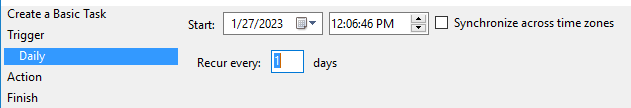 Create a Basic Task
Trigger
Daily
Action
Finish
Start: 1/27/2023 12:06:46 PM Synchronize across time zones
Recur every: 1 days